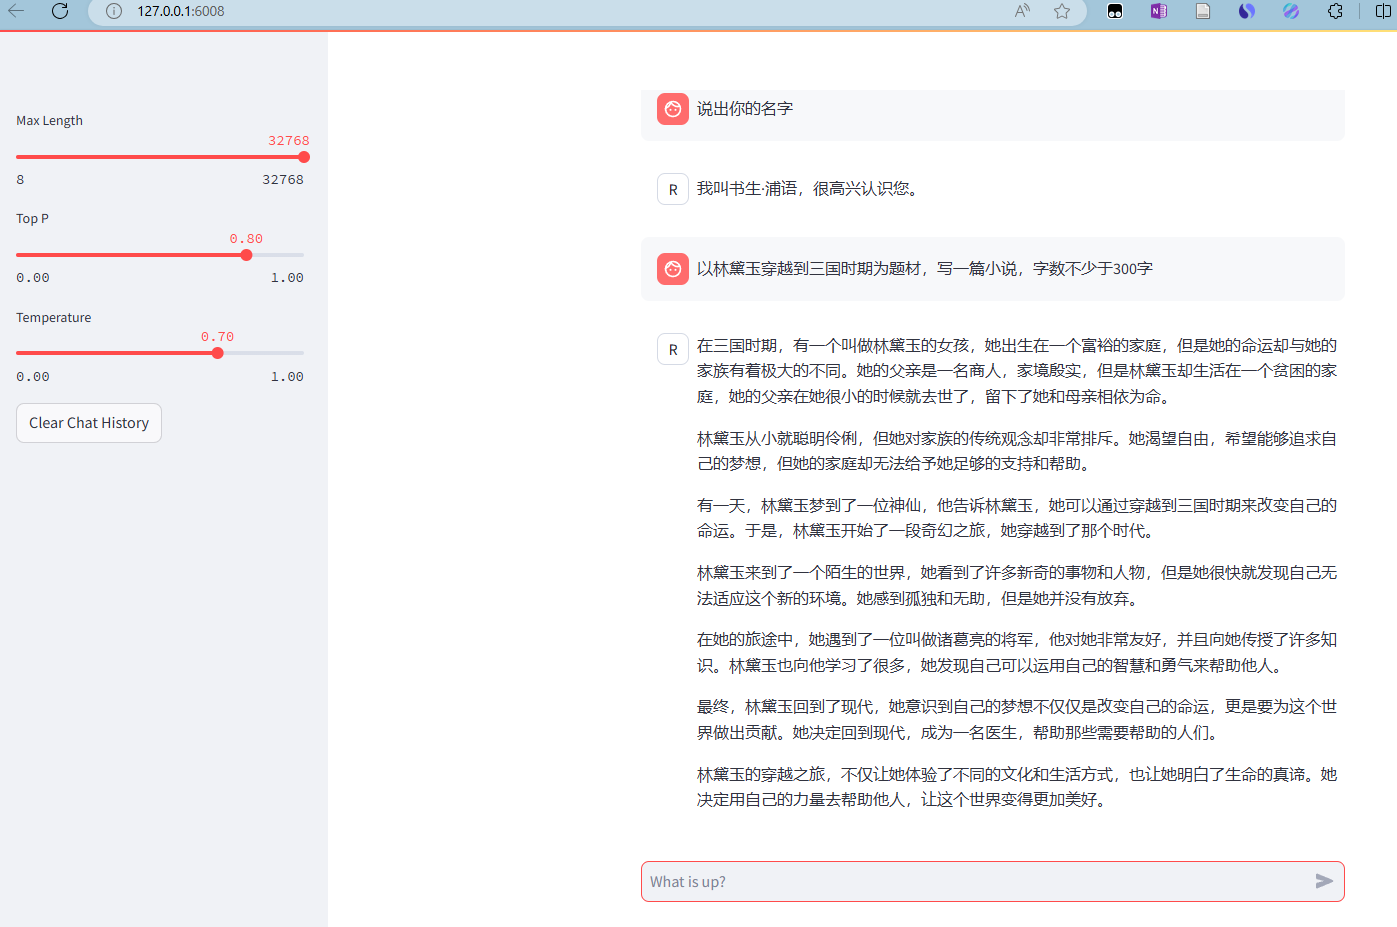 127.0.0.1:6008
Max Length
32768
8 32768
Top P
0.80
0.00 1.00
Temperature
0.70
0.00 1.00
Clear Chat History
说出你的名字
R
我叫书生·浦语，很高兴认识您。
以林黛玉穿越到三国时期为题材，写一篇小说，字数不少于300字
R
在三国时期，有一个叫做林黛玉的女孩，她出生在一个富裕的家庭，但是她的命运却与她的
家族有着极大的不同。她的父亲是一名商人，家境殷实，但是林黛玉却生活在一个贫困的家
庭，她的父亲在她很小的时候就去世了，留下了她和母亲相依为命。
林黛玉从小就聪明伶俐，但她对家族的传统观念却非常排斥。她渴望自由，希望能够追求自
己的梦想，但她的家庭却无法给予她足够的支持和帮助。
有一天，林黛玉梦到了一位神仙，他告诉林黛玉，她可以通过穿越到三国时期来改变自己的
命运。于是，林黛玉开始了一段奇幻之旅，她穿越到了那个时代。
林黛玉来到了一个陌生的世界，她看到了许多新奇的事物和人物，但是她很快就发现自己无
法适应这个新的环境。她感到孤独和无助，但是她并没有放弃。
在她的旅途中，她遇到了一位叫做诸葛亮的将军，他对她非常友好，并且向她传授了许多知
识。林黛玉也向他学习了很多，她发现自己可以运用自己的智慧和勇气来帮助他人。
最终，林黛玉回到了现代，她意识到自己的梦想不仅仅是改变自己的命运，更是要为这个世
界做出贡献。她决定回到现代，成为一名医生，帮助那些需要帮助的人们。
林黛玉的穿越之旅，不仅让她体验了不同的文化和生活方式，也让她明白了生命的真谛。她
决定用自己的力量去帮助他人，让这个世界变得更加美好。
What is up?